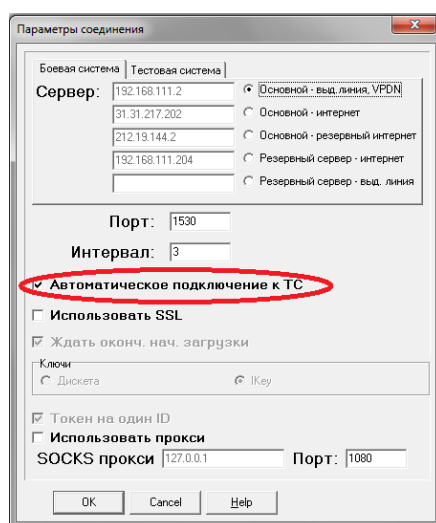 Параметры соединения
Боевая система Тестовая система
Сервер: 192.168.111.2 Основной - выд. линия, VPDN
31.31.217.202 Основной - интернет
212.19.144.2 Основной - резервный интернет
192.168.111.204 Резервный сервер - интернет
Резервный сервер - выд. линия
Порт: 1530
Интервал: 3
Автоматическое подключение к ТС
Использовать SSL
Ждать оконч. нач. загрузки
Ключи
Дискета IKey
Токен на один ID
Использовать прокси
SOCKS прокси 127.0.0.1 Порт: 1080
OK Cancel Help